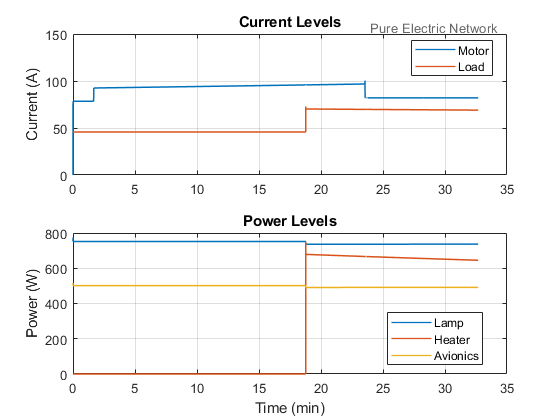 Current Levels
Pure Electric Network
Current (A)
150
100
50
0
Motor
Load
0 5 10 15 20 25 30 35
Power Levels
Power (W)
800
600
400
200
0
Lamp
Heater
Avionics
0 5 10 15 20 25 30 35
Time (min)